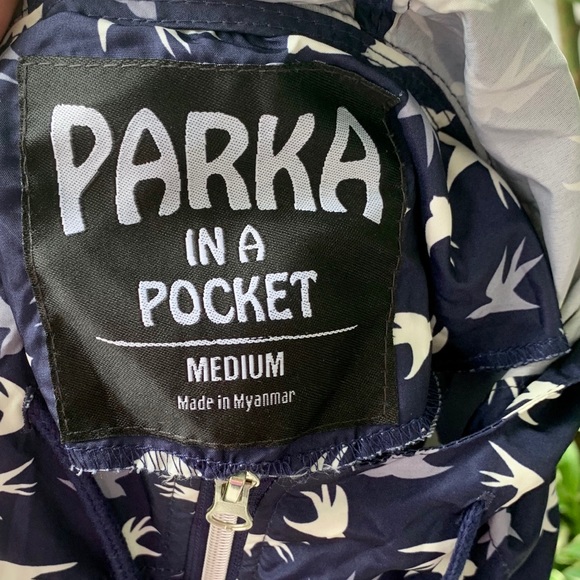 PARKA
IN A
POCKET
MEDIUM
Made in Myanmar